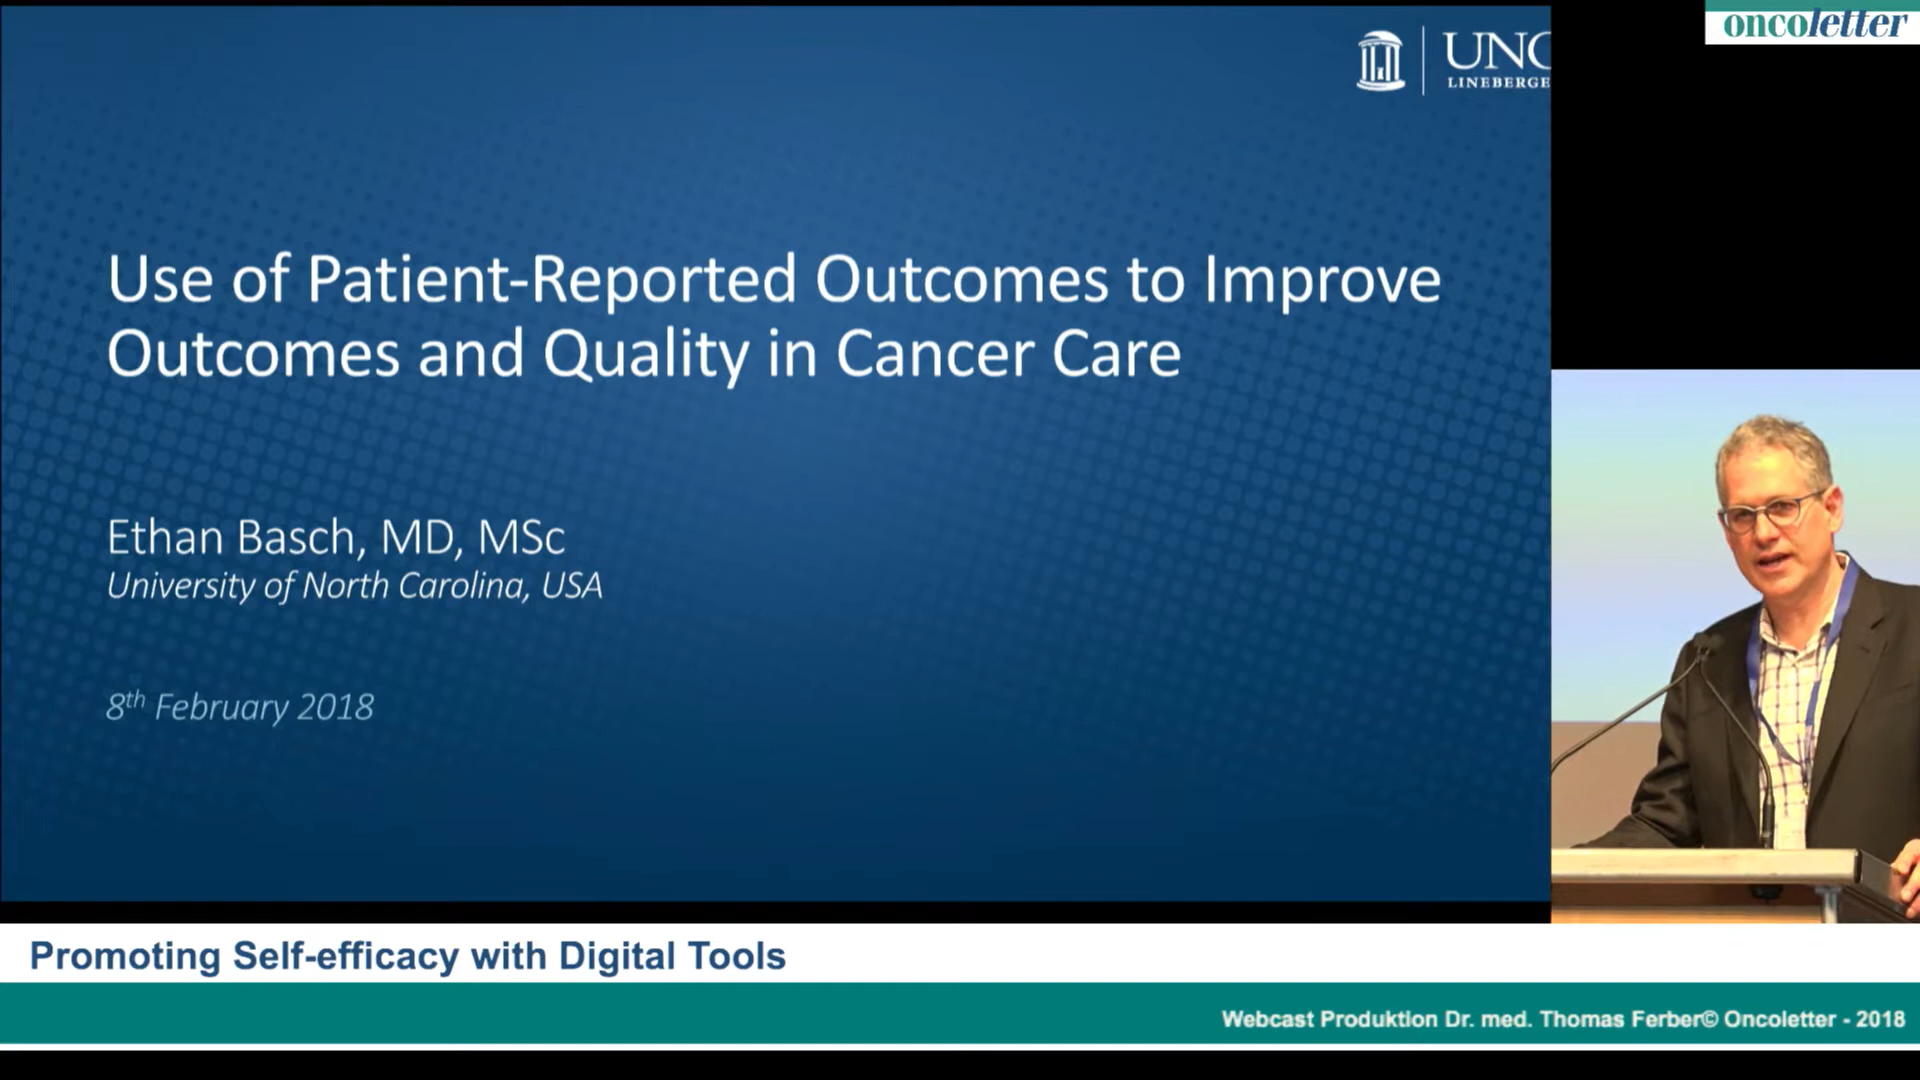 oncoletter
UNC
LINEBERGE
Use of Patient-Reported Outcomes to Improve
Outcomes and Quality in Cancer Care
Ethan Basch, MD, MSc
University of North Carolina, USA
8th February 2018
Promoting Self-efficacy with Digital Tools
Webcast Produktion Dr. med. Thomas Ferber© Oncoletter - 2018